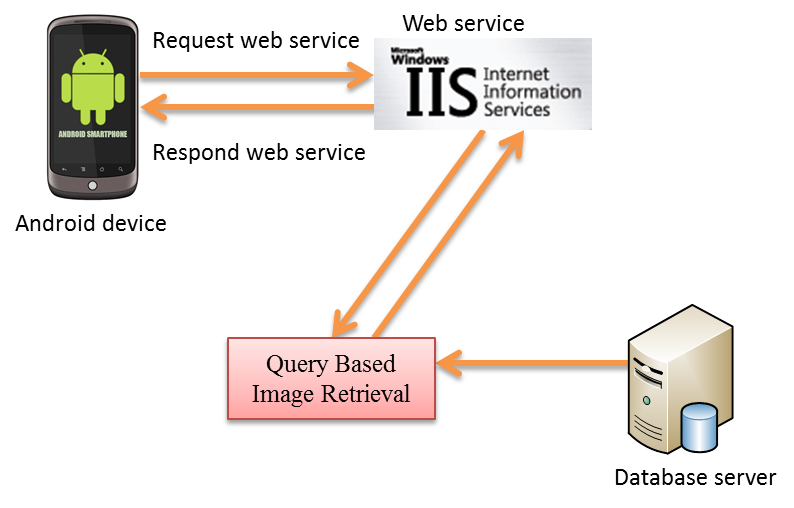 Web service
Request web service
Microsoft
Windows
IIS
Internet
Information
Services
ANDROID SMARTPHONE
Respond web service
Android device
Query Based
Image Retrieval
Database server